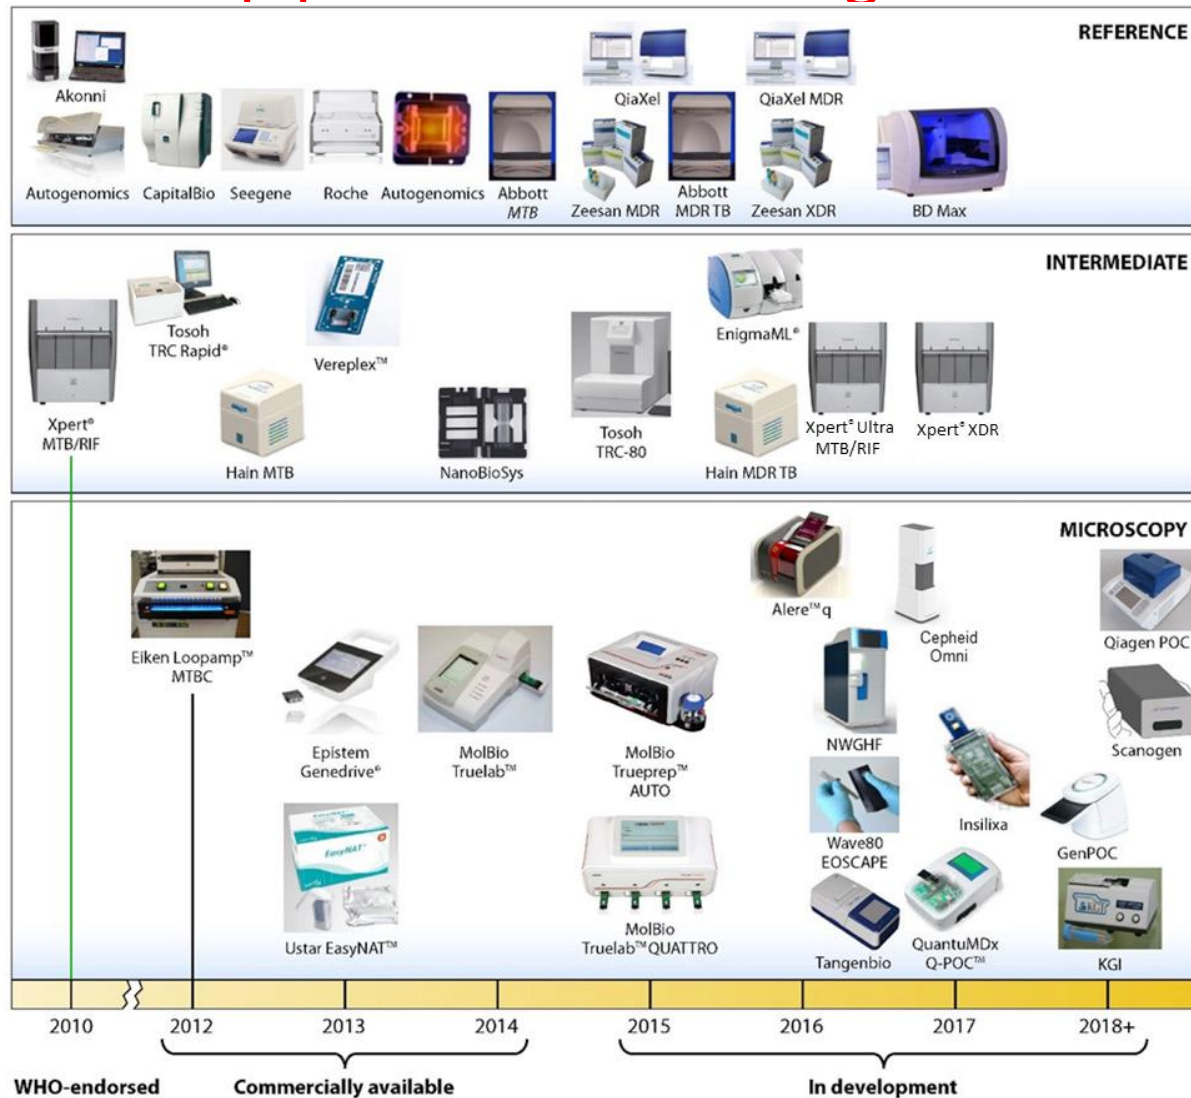 REFERENCE
Akonni
QiaXel
QiaXel MDR
Autogenomics
CapitalBio
Seegene
Roche
Autogenomics
Abbott
MTB
Zeesan MDR
Abbott
MDR TB
Zeesan XDR
BD Max
INTERMEDIATE
Tosoh
TRC Rapid®
Vereplex™
EnigmaML®
Xpert®
MTB/RIF
Hain MTB
NanoBioSys
Tosoh
TRC-80
Hain MDR TB
Xpert® Ultra
MTB/RIF
Xpert® XDR
MICROSCOPY
Eiken Loopamp™
MTBC
Alere™ q
Cepheid
Omni
Qiagen POC
Epistem
Genedrive®
MolBio
Truelab™
MolBio
Trueprep™
AUTO
NWGHF
Scanogen
Insilixa
Wave80
EOSCAPE
GenPOC
EasyNAT
Ustar EasyNAT™
MolBio
Truelab™ QUATTRO
Tangenbio
QuantuMDx
Q-POC™
KGI
KGI
2010
2012
2013
2014
2015
2016
2017
2018+
WHO-endorsed
Commercially available
In development